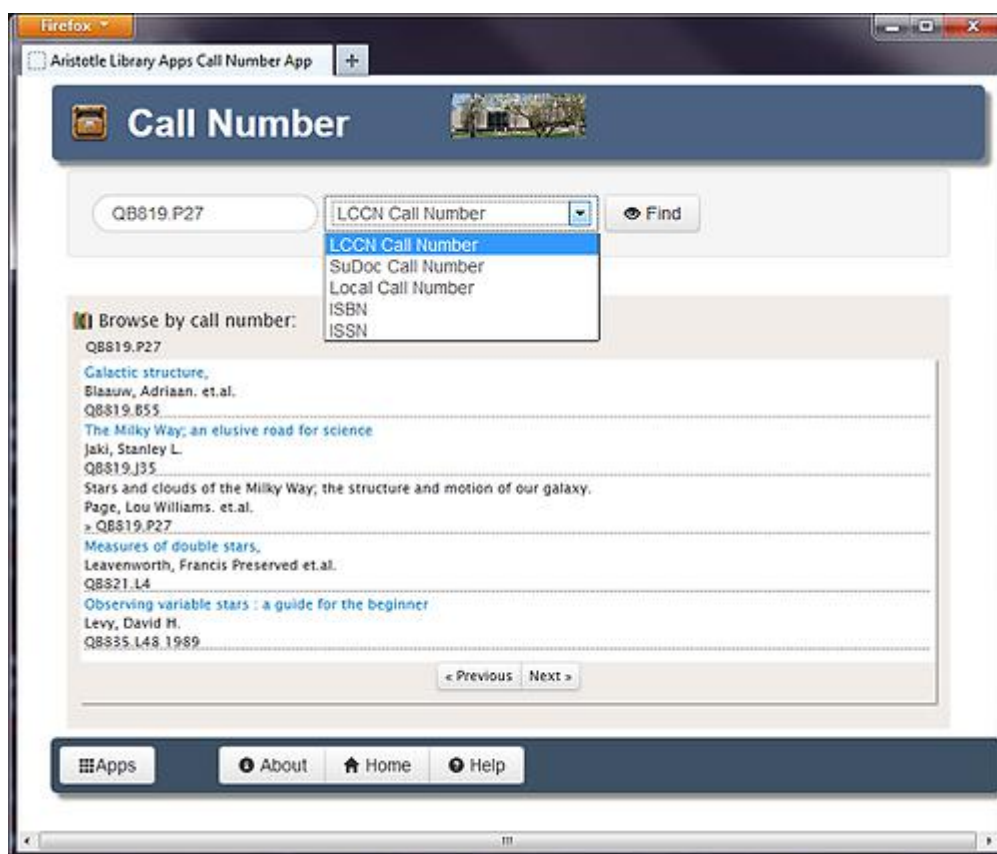 Firefox
Aristotle Library Apps Call Number App
Call Number
QB819.P27
LCCN Call Number
Find
LCCN Call Number
SuDoc Call Number
Local Call Number
ISBN
ISSN
Browse by call number:
QB819.P27
Galactic structure,
Blaauw, Adriaan. et.al.
QB819.B55
The Milky Way; an elusive road for science
Jaki, Stanley L.
QB819.J35
Stars and clouds of the Milky Way; the structure and motion of our galaxy.
Page, Lou Williams. et.al.
» QB819.P27
Measures of double stars,
Leavenworth, Francis Preserved et.al.
QB821.L4
Observing variable stars : a guide for the beginner
Levy, David H.
QB835.L48 1989
« Previous Next »
Apps About Home Help